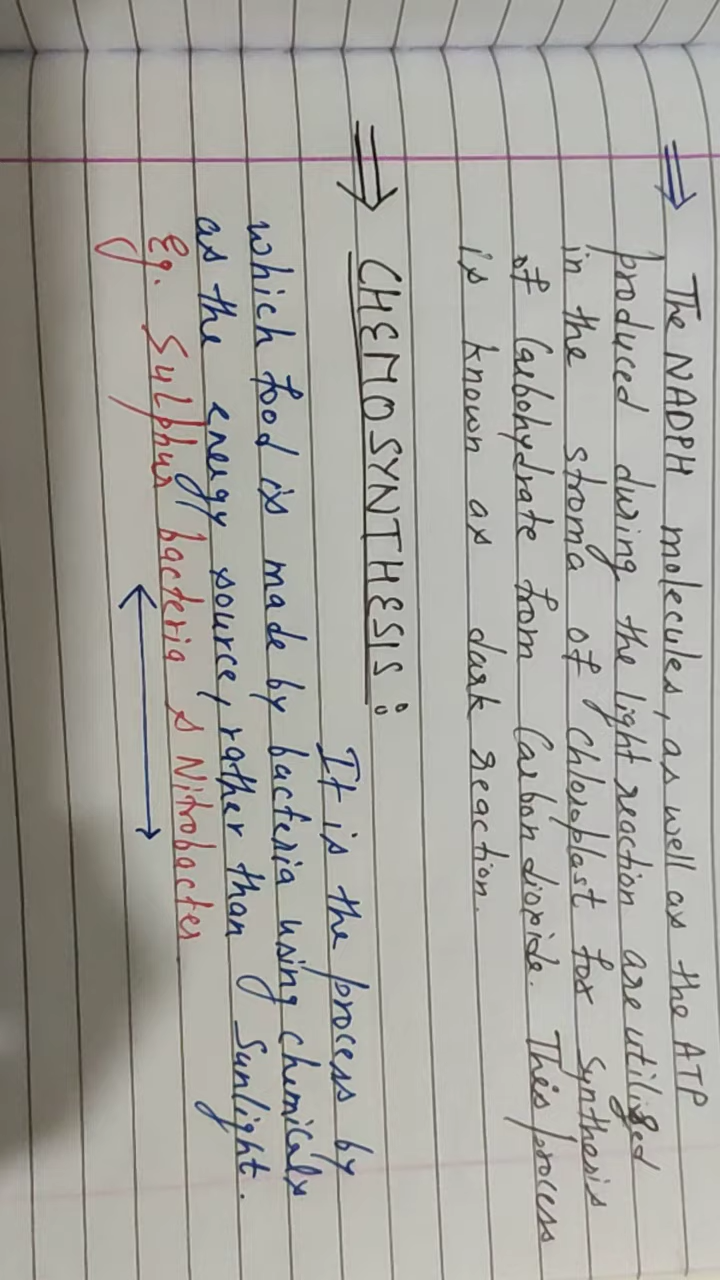 ⇒ The NADPH molecules, as well as the ATP
produced during the light reaction are utilized
in the stroma of chloroplast for synthesis
of Carbohydrate from Carbon dioxide. This process
is known as dark reaction.
⇒ CHEMOSYNTHESIS:
It is the process by
which food is made by bacteria using chemicals
as the energy source, rather than Sunlight.
Eg. Sulphur bacteria & Nitrobacter